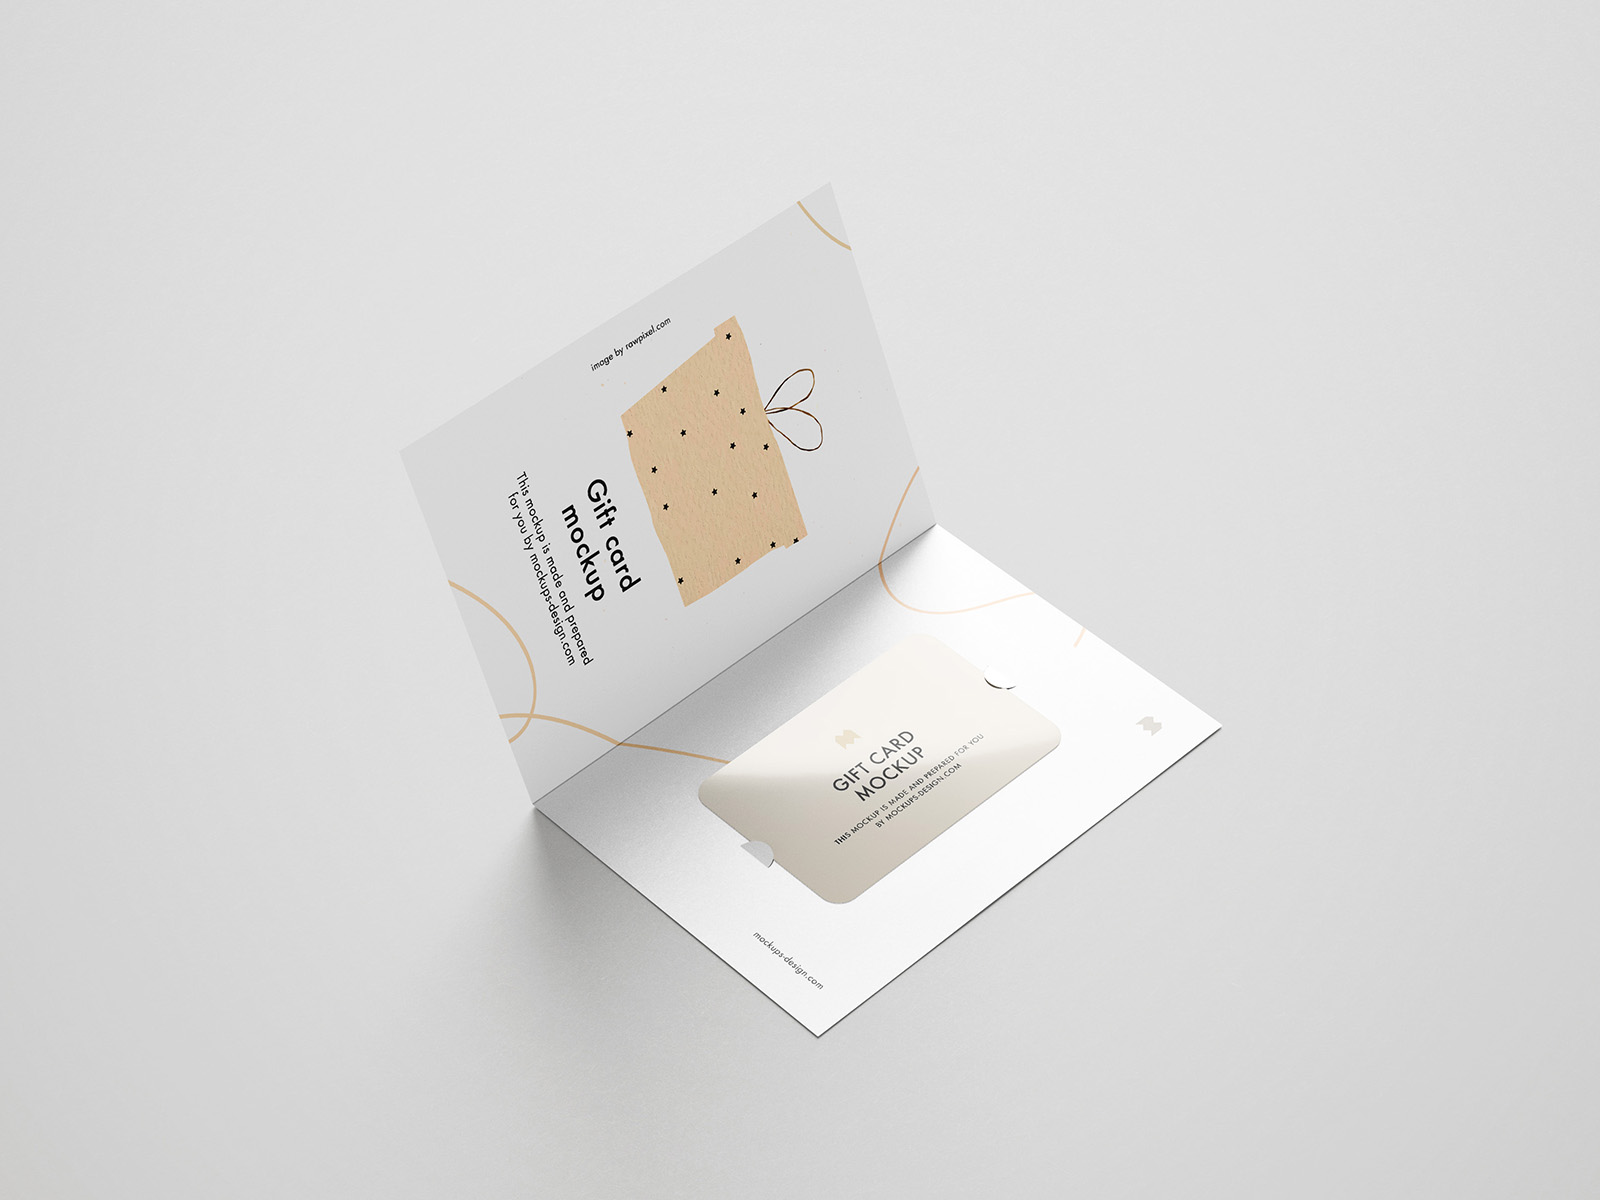 image by rawpixel.com
Gift card
mockup
This mockup is made and prepared
for you by mockups-design.com
GIFT CARD
MOCKUP
THIS MOCKUP IS MADE AND PREPARED FOR YOU
BY MOCKUPS-DESIGN.COM
mockups-design.com